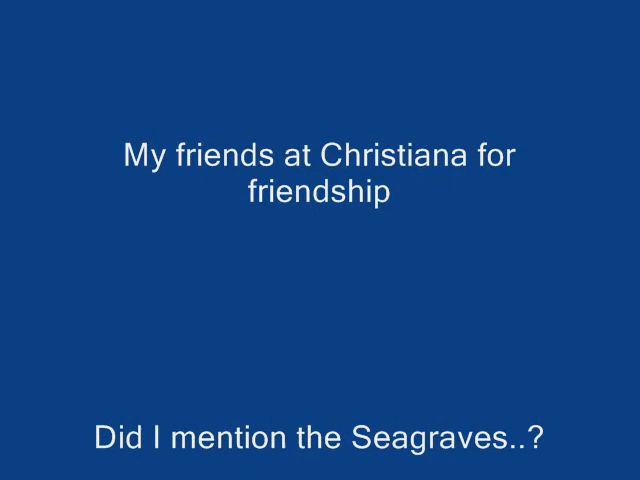 My friends at Christiana for
friendship
Did I mention the Seagraves..?